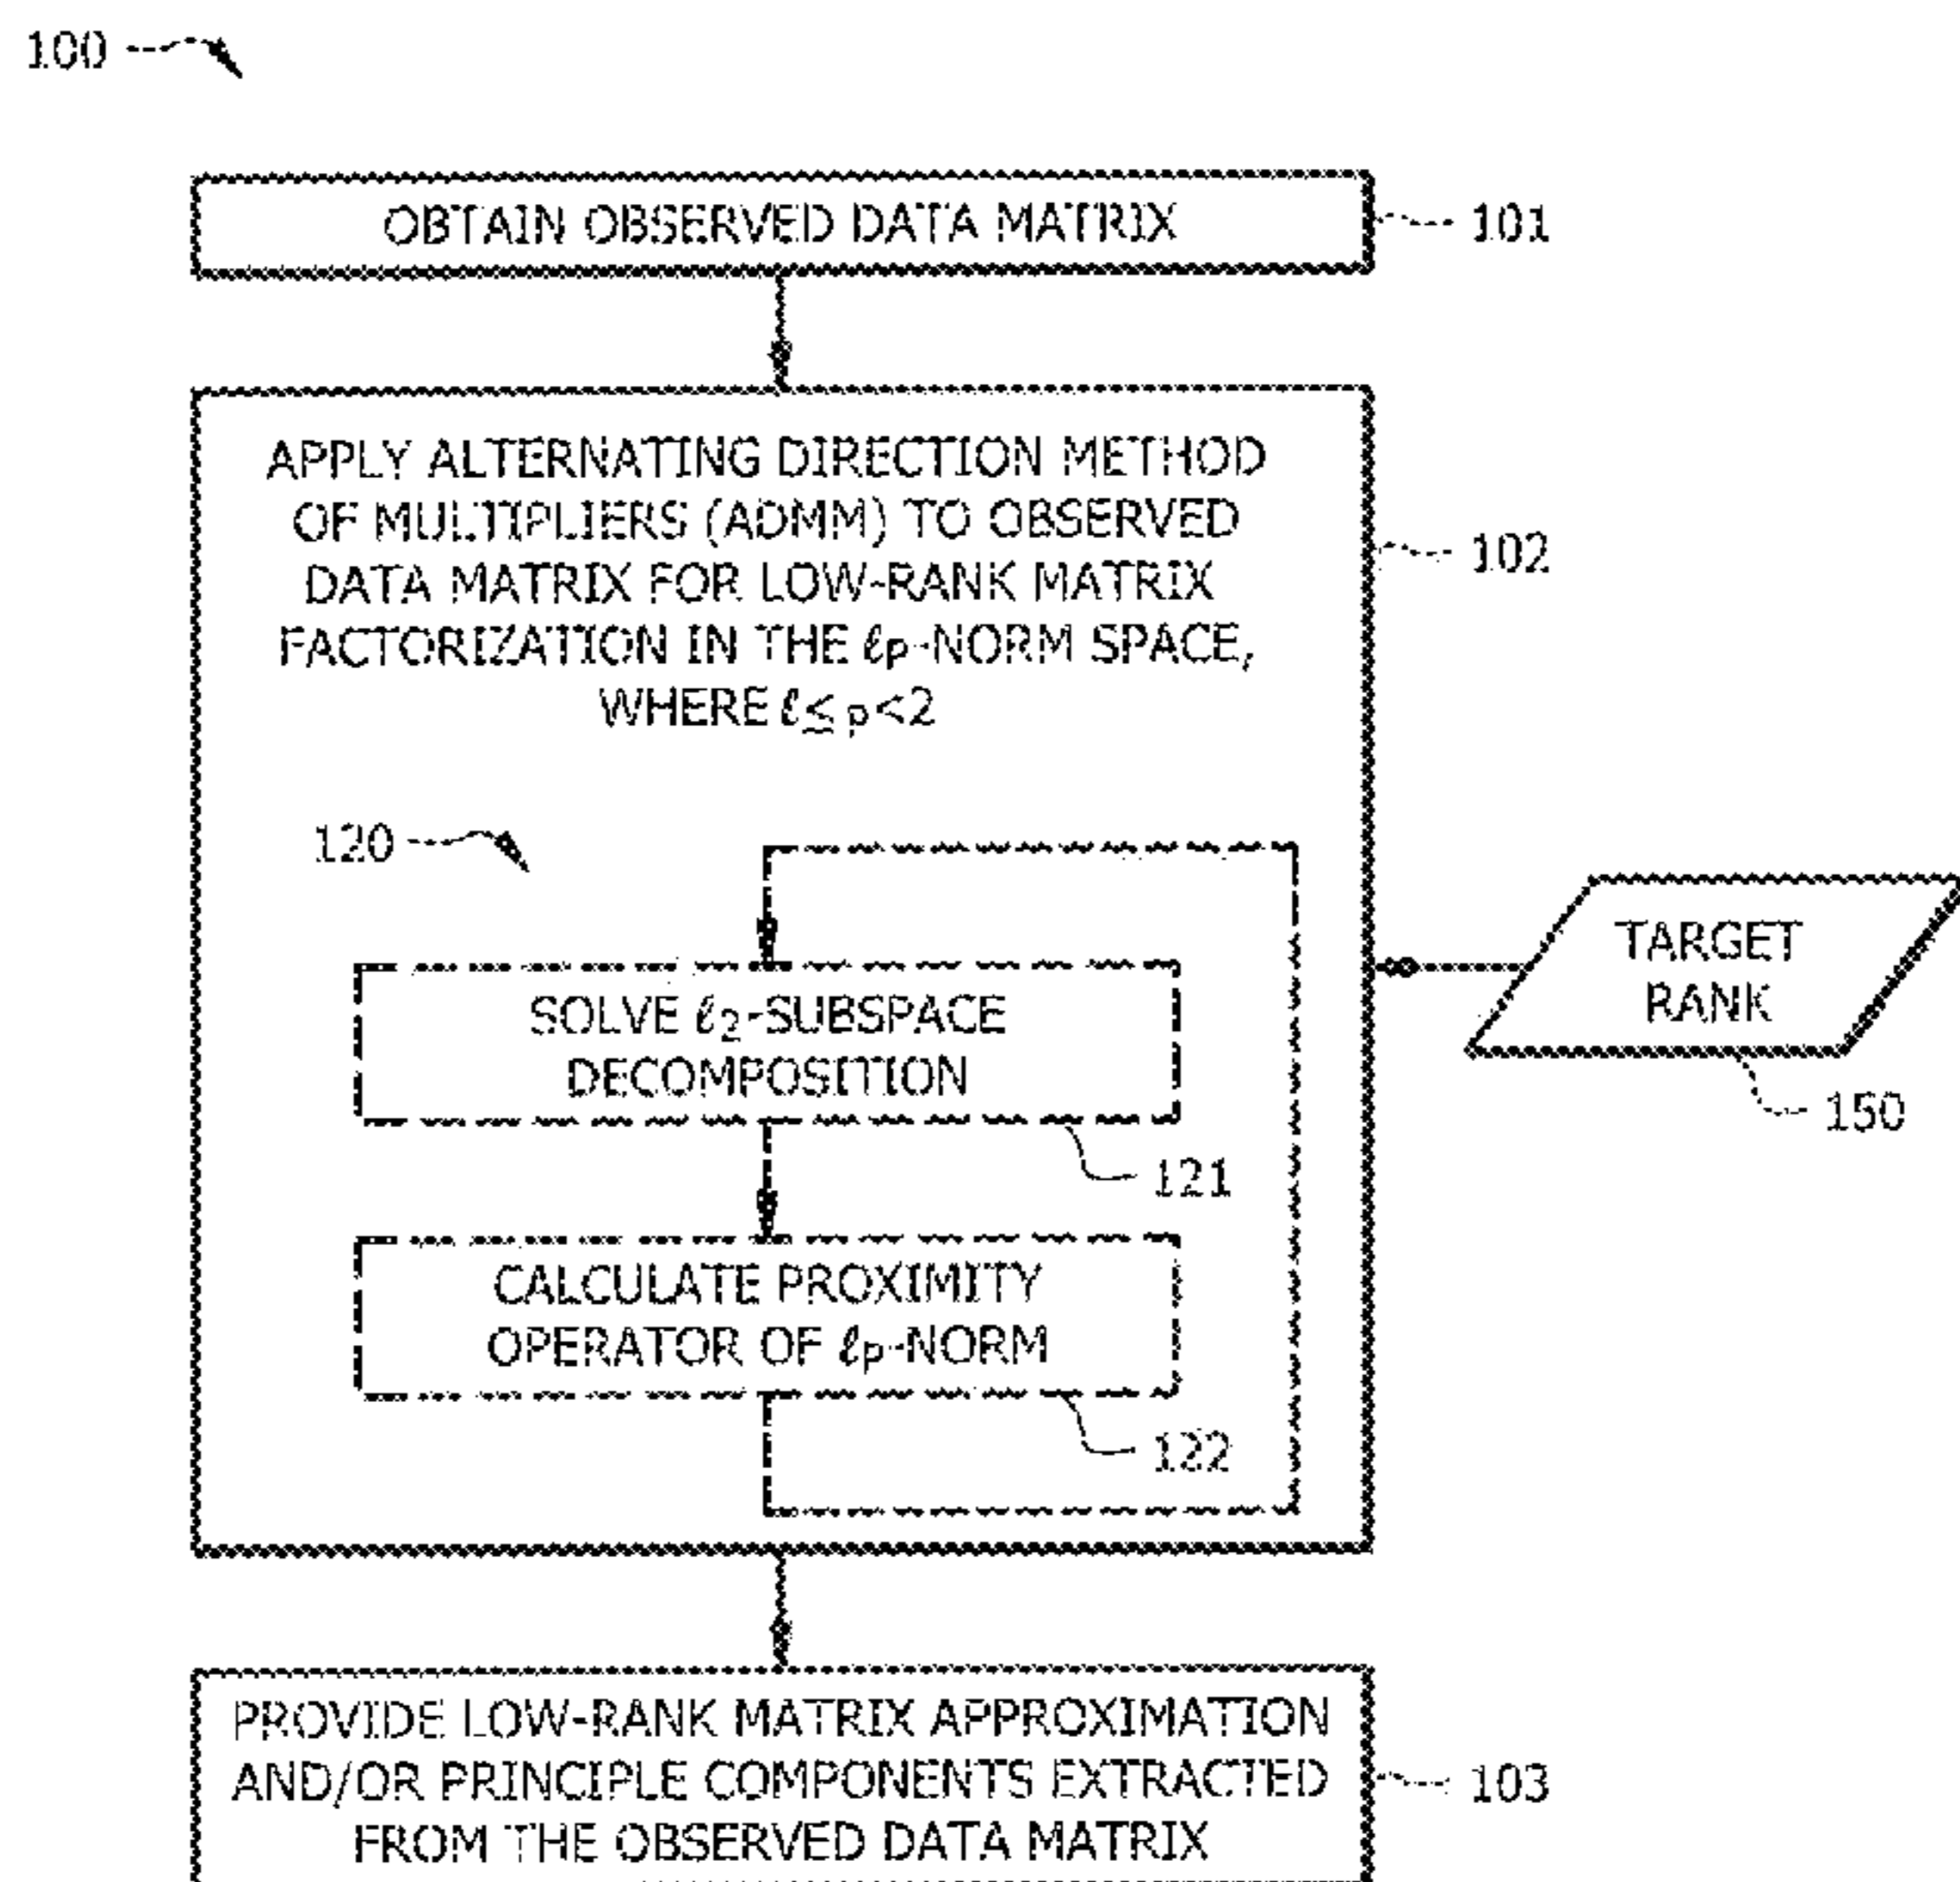 100
OBTAIN OBSERVED DATA MATRIX
101
APPLY ALTERNATING DIRECTION METHOD
OF MULTIPLIERS (ADMM) TO OBSERVED
DATA MATRIX FOR LOW-RANK MATRIX
FACTORIZATION IN THE ℓp-NORM SPACE,
WHERE ℓ≤p<2
102
120
SOLVE ℓ2-SUBSPACE
DECOMPOSITION
121
CALCULATE PROXIMITY
OPERATOR OF ℓp-NORM
122
TARGET
RANK
150
PROVIDE LOW-RANK MATRIX APPROXIMATION
AND/OR PRINCIPLE COMPONENTS EXTRACTED
FROM THE OBSERVED DATA MATRIX
103